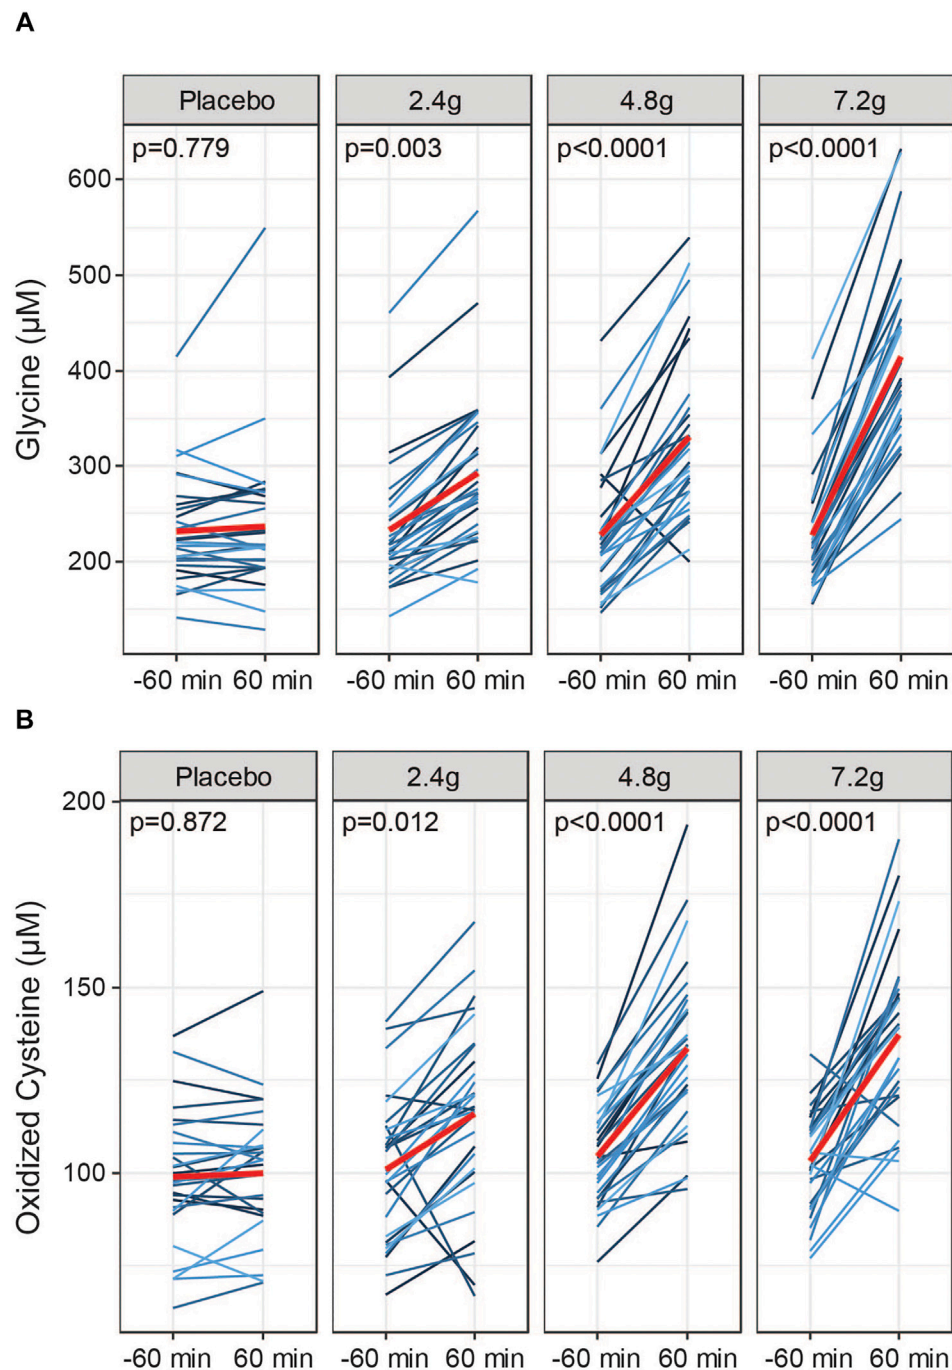 A
Placebo 2.4g 4.8g 7.2g
p=0.779 p=0.003 p<0.0001 p<0.0001
600
500
400
300
200
Glycine (µM)
-60 min 60 min -60 min 60 min -60 min 60 min -60 min 60 min
B
Placebo 2.4g 4.8g 7.2g
200
p=0.872 p=0.012 p<0.0001 p<0.0001
150
100
Oxidized Cysteine (µM)
-60 min 60 min -60 min 60 min -60 min 60 min -60 min 60 min